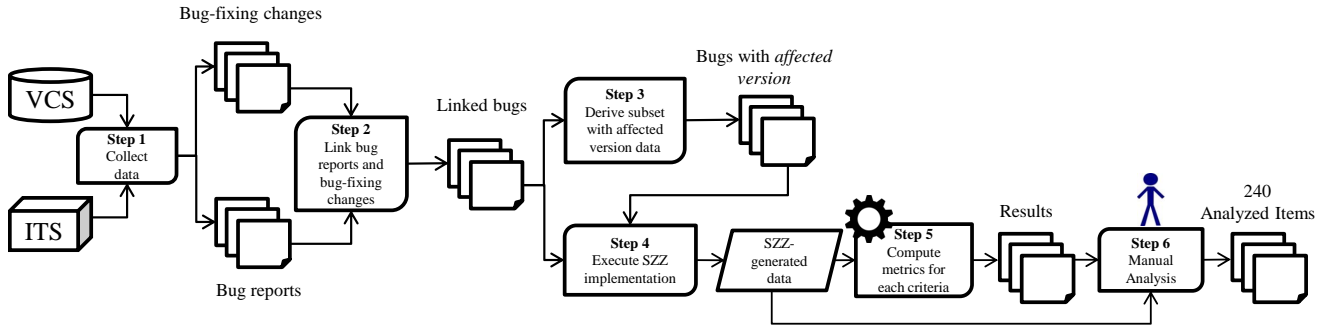 Bug-fixing changes
VCS
ITS
Step 1
Collect
data
Bug reports
Step 2
Link bug
reports and
bug-fixing
changes
Linked bugs
Step 3
Derive subset
with affected
version data
Bugs with affected
version
Step 4
Execute SZZ
implementation
SZZ-
generated
data
Step 5
Compute
metrics for
each criteria
Results
Step 6
Manual
Analysis
240
Analyzed Items